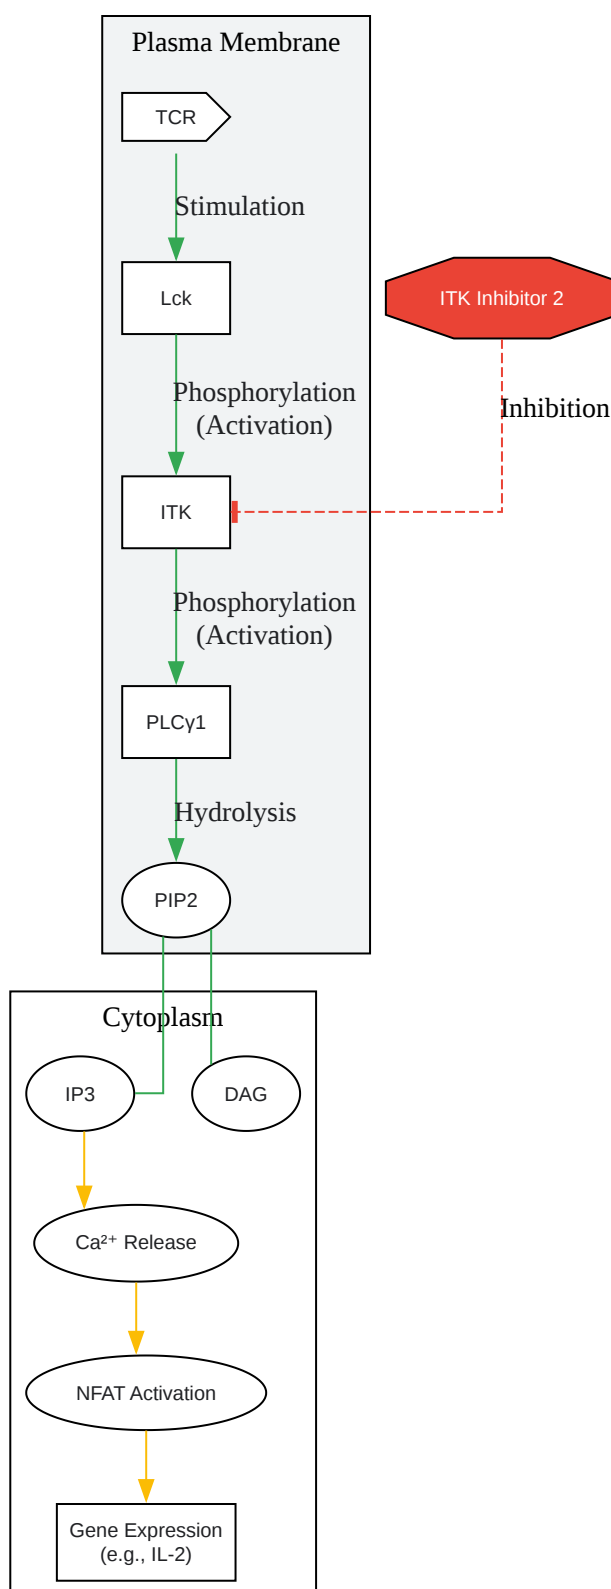 Plasma Membrane
TCR
Stimulation
Lck
ITK Inhibitor 2
Phosphorylation
(Activation)
Inhibition
ITK
Phosphorylation
(Activation)
PLCγ1
Hydrolysis
PIP2
Cytoplasm
IP3
DAG
Ca²⁺ Release
NFAT Activation
Gene Expression
(e.g., IL-2)